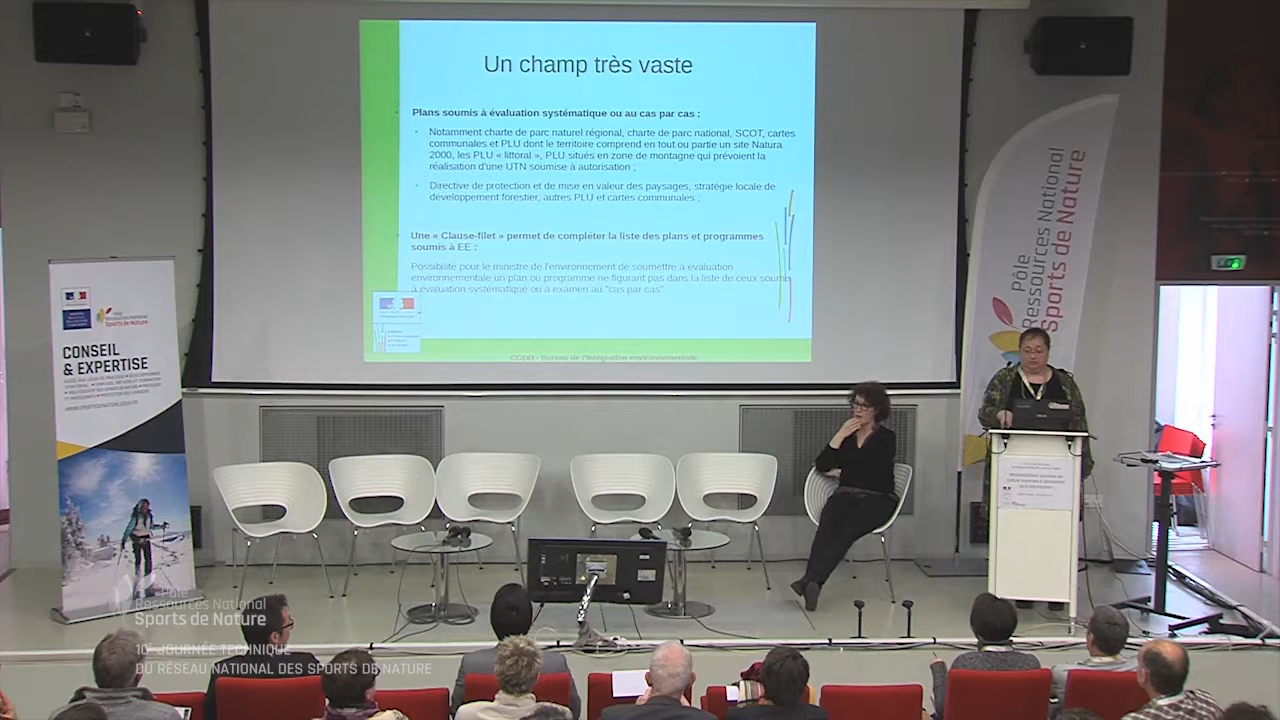 Un champ très vaste
Plans soumis à évaluation systématique ou au cas par cas :
Notamment charte de parc naturel régional, charte de parc national, SCOT, cartes
communales et PLU dont le territoire comprend en tout ou partie un site Natura
2000, les PLU « littoral », PLU situés en zone de montagne qui prévoient la
réalisation d'une UTN soumise à autorisation ;
Directive de protection et de mise en valeur des paysages, stratégie locale de
développement forestier, autres PLU et cartes communales ;
Une « Clause-filet » permet de compléter la liste des plans et programmes
soumis à EE :
Possibilité pour le ministre de l'environnement de soumettre à évaluation
environnementale un plan ou programme ne figurant pas dans la liste de ceux soumis
à évaluation systématique ou à examen au "cas par cas"
CGDD - Bureau de l'intégration environnementale
Pôle
Ressources National
Sports de Nature
Pôle
Ressources National
Sports de Nature
CONSEIL
& EXPERTISE
Pôle
Ressources National
Sports de Nature
10e JOURNÉE TECHNIQUE
DU RÉSEAU NATIONAL DES SPORTS DE NATURE